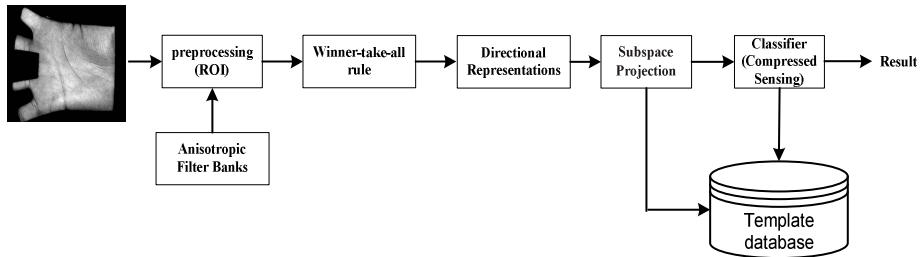 preprocessing
(ROI)
Winner-take-all
rule
Directional
Representations
Subspace
Projection
Classifier
(Compressed
Sensing)
Result
Anisotropic
Filter Banks
Template
database